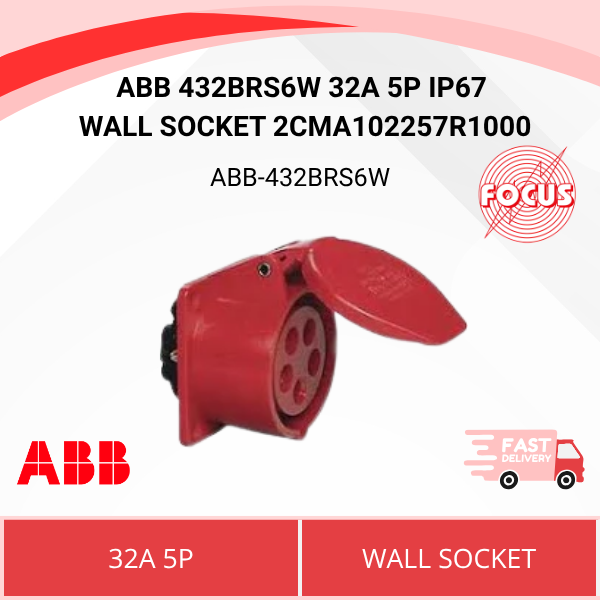 ABB 432BRS6W 32A 5P IP67
WALL SOCKET 2CMA102257R1000
ABB-432BRS6W
FOCUS
ABB
FAST
DELIVERY
32A 5P
WALL SOCKET